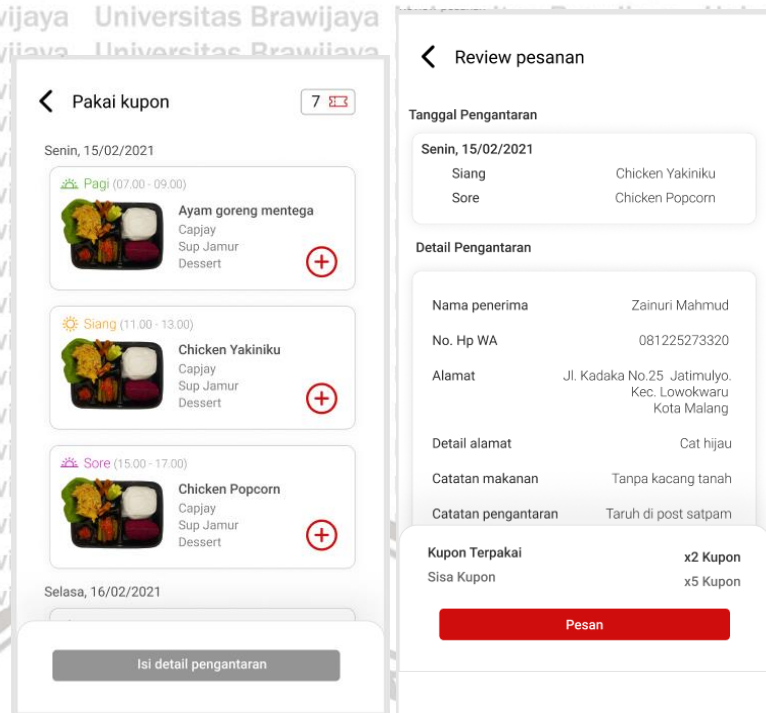 vijaya Universitas Brawijaya
Universitas Brawijaya
Pakai kupon
7
Senin, 15/02/2021
Pagi (07.00 - 09.00)
Ayam goreng mentega
Capjay
Sup Jamur
Dessert
Siang (11.00 - 13.00)
Chicken Yakiniku
Capjay
Sup Jamur
Dessert
Sore (15.00 - 17.00)
Chicken Popcorn
Capjay
Sup Jamur
Dessert
Selasa, 16/02/2021
Isi detail pengantaran
Review pesanan
Tanggal Pengantaran
Senin, 15/02/2021
Siang Chicken Yakiniku
Sore Chicken Popcorn
Detail Pengantaran
Nama penerima Zainuri Mahmud
No. Hp WA 081225273320
Alamat Jl. Kadaka No.25 Jatimulyo.
Kec. Lowokwaru
Kota Malang
Detail alamat Cat hijau
Catatan makanan Tanpa kacang tanah
Catatan pengantaran Taruh di post satpam
Kupon Terpakai x2 Kupon
Sisa Kupon x5 Kupon
Pesan